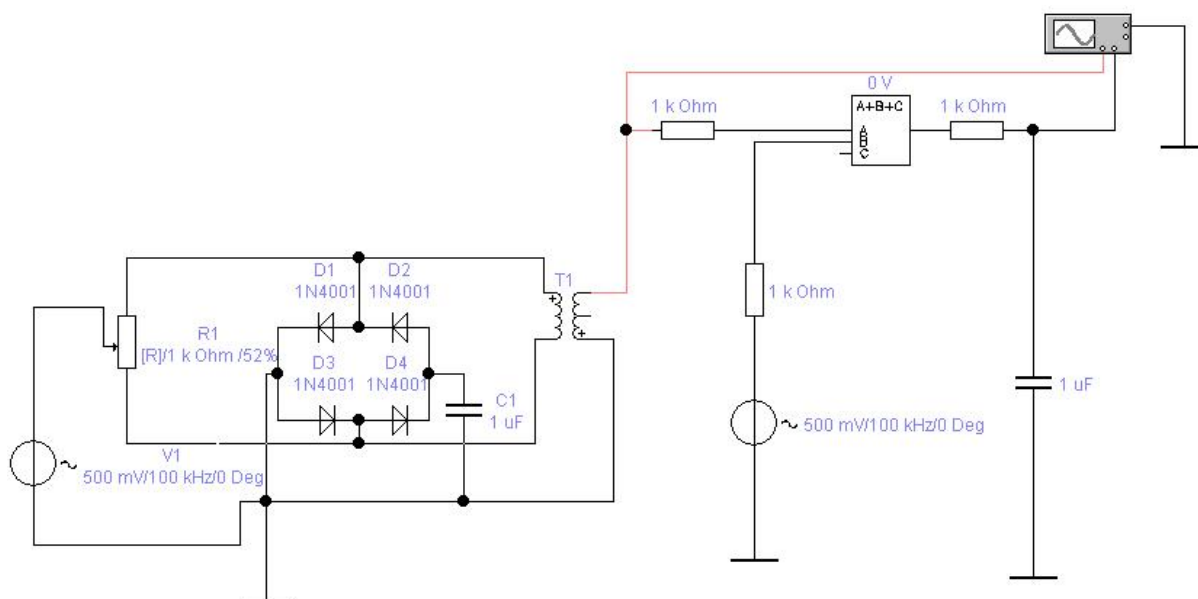 0 V
1 k Ohm
A+B+C
1 k Ohm
A
B
C
D1
D2
1N4001
1N4001
T1
1 k Ohm
R1
[R]/1 k Ohm /52%
D3
D4
1N4001
1N4001
C1
1 uF
1 uF
V1
500 mV/100 kHz/0 Deg
500 mV/100 kHz/0 Deg